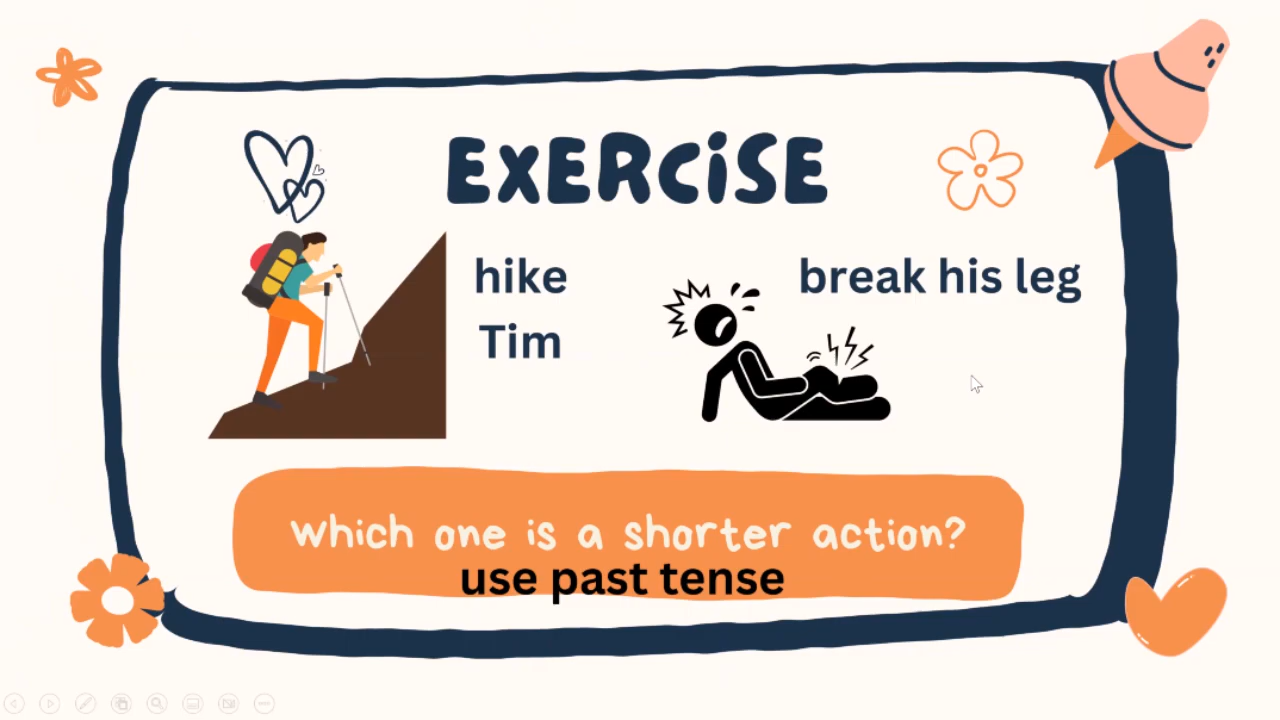 EXERCiSE
hike
Tim
break his leg
Which one is a shorter action?
use past tense